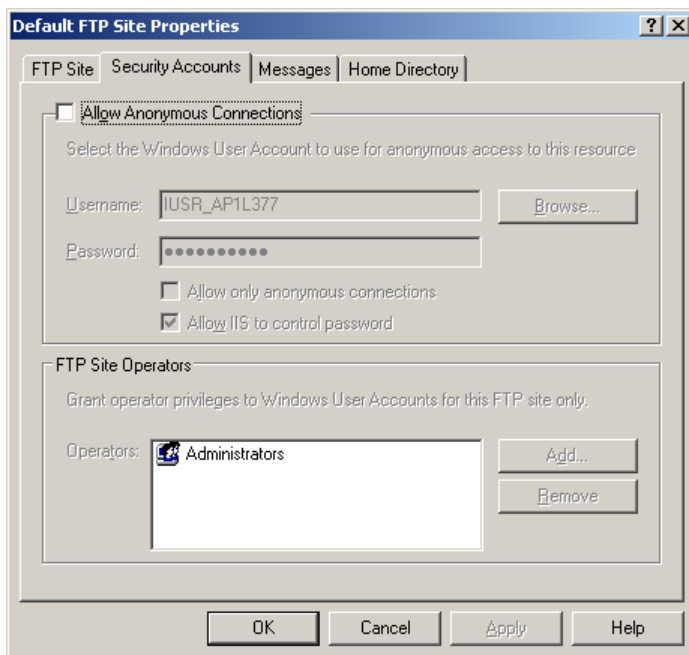 Default FTP Site Properties
FTP Site Security Accounts Messages Home Directory
Allow Anonymous Connections
Select the Windows User Account to use for anonymous access to this resource
Username: IUSR_AP1L377 Browse...
Password: ●●●●●●●●●●
Allow only anonymous connections
Allow IIS to control password
FTP Site Operators
Grant operator privileges to Windows User Accounts for this FTP site only.
Operators: Administrators Add...
Remove
OK Cancel Apply Help